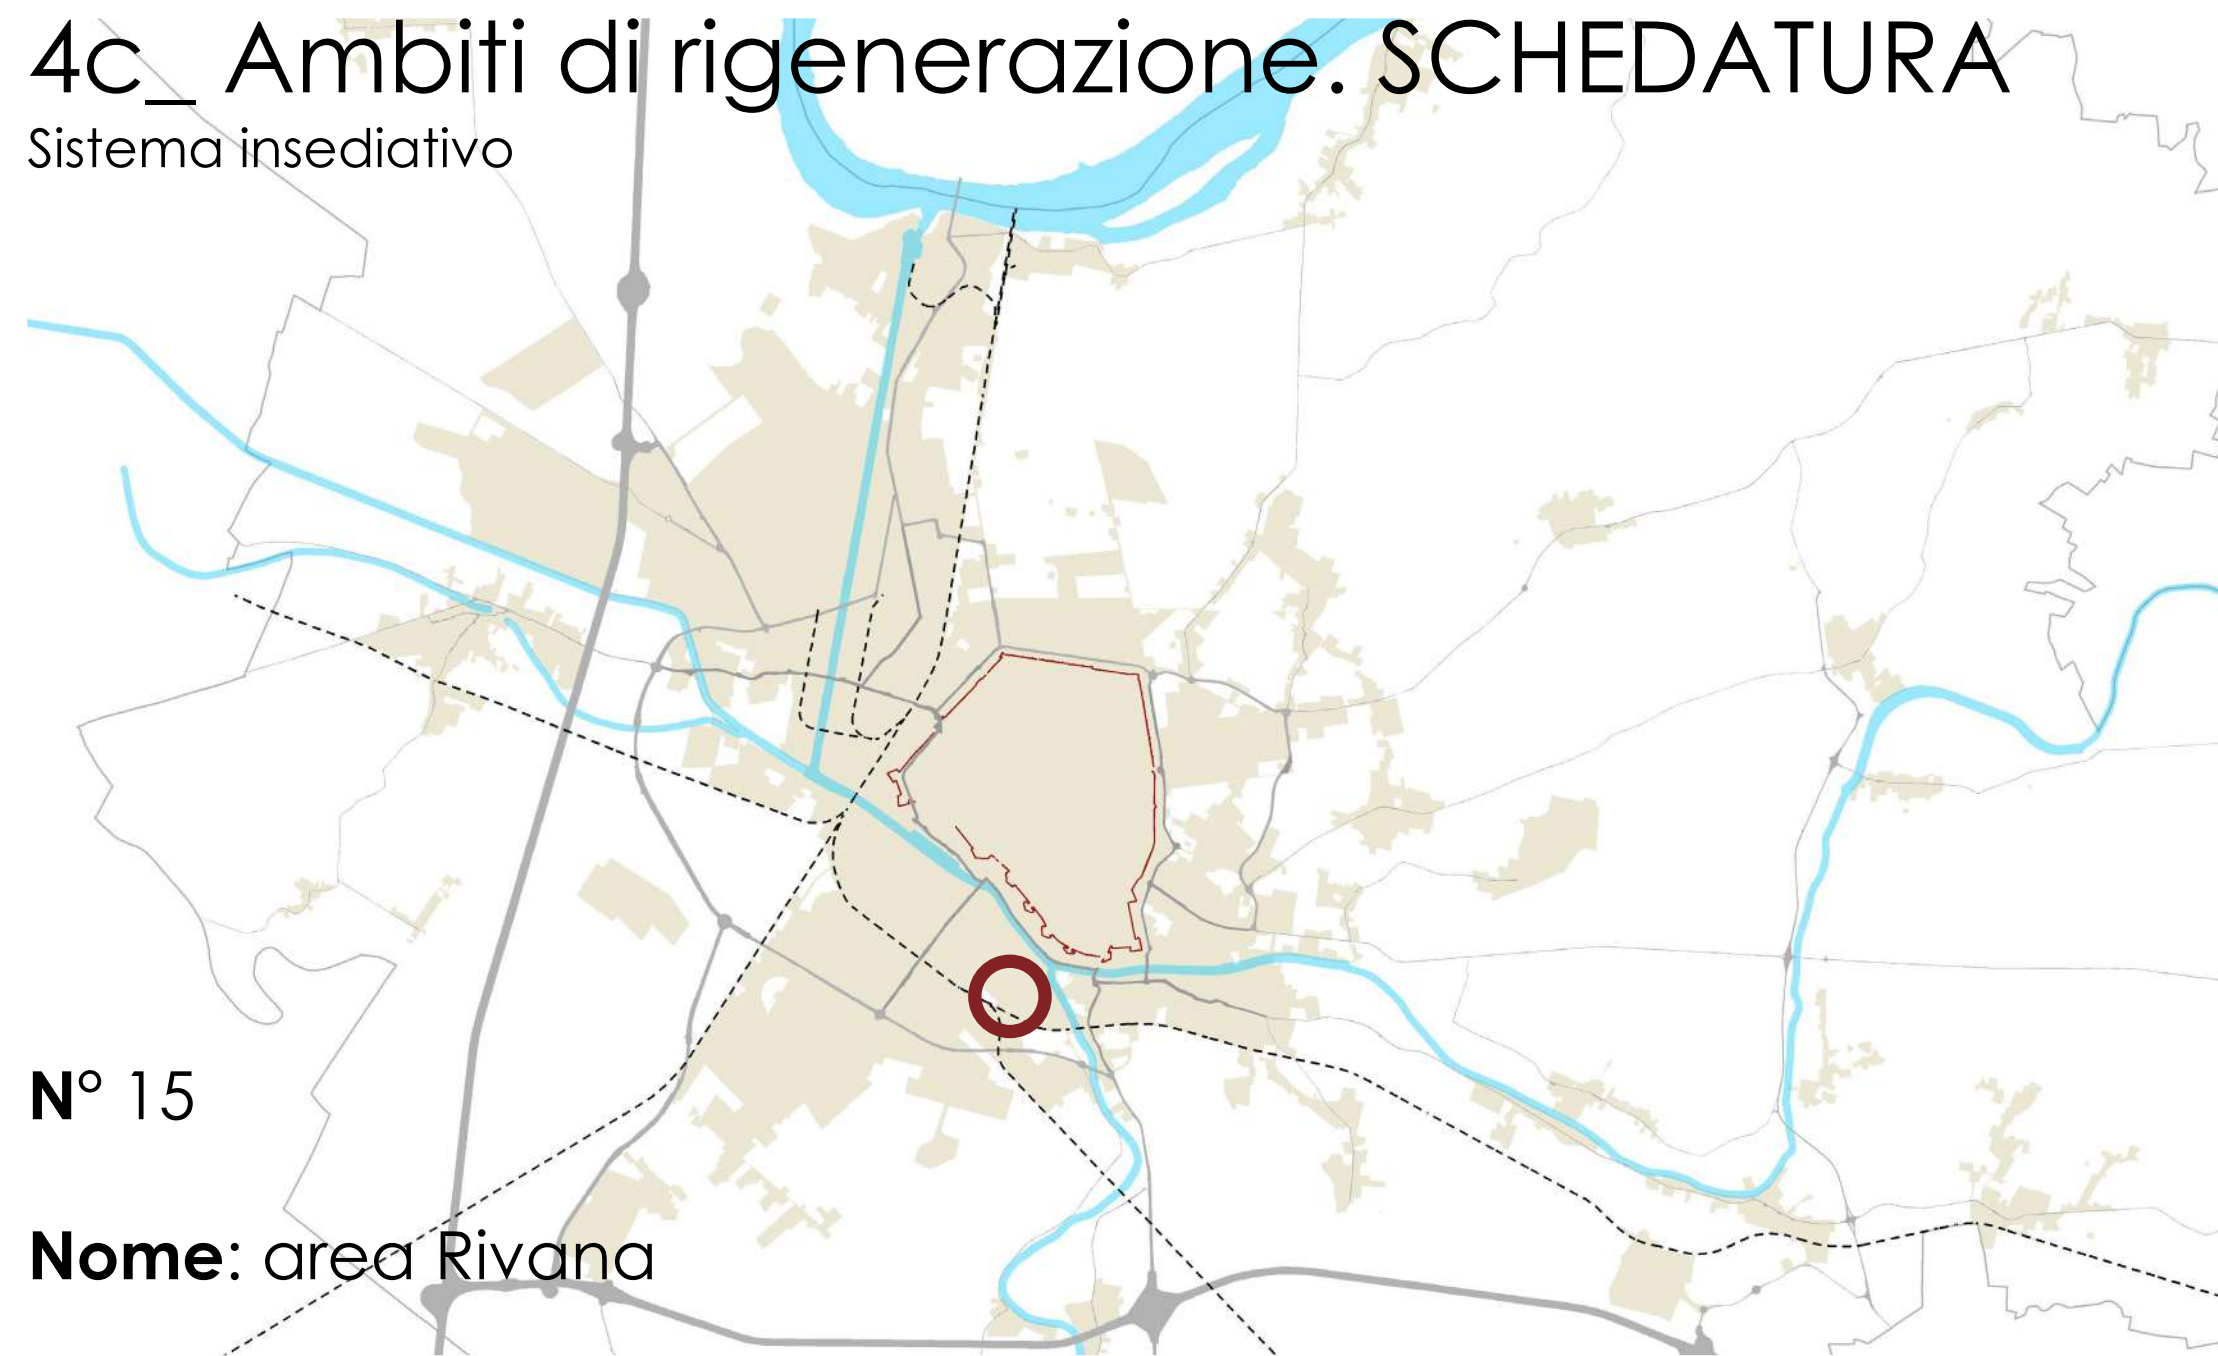 4c_ Ambiti di rigenerazione. SCHEDATURA
Sistema insediativo
N° 15
Nome: area Rivana